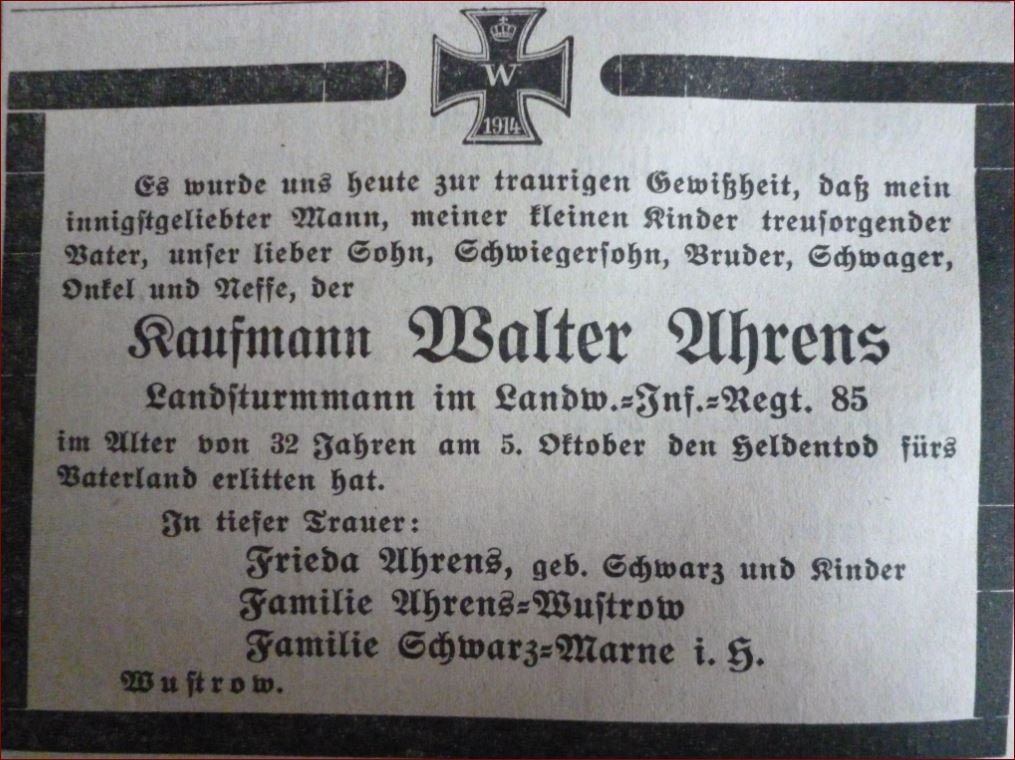 W
1914
Es wurde uns heute zur traurigen Gewißheit, daß mein
innigstgeliebter Mann, meiner kleinen Kinder treusorgender
Vater, unser lieber Sohn, Schwiegersohn, Bruder, Schwager,
Onkel und Neffe, der
Kaufmann Walter Ahrens
Landsturmmann im Landw.-Inf.-Regt. 85
im Alter von 32 Jahren am 5. Oktober den Heldentod fürs
Vaterland erlitten hat.
In tiefer Trauer:
Frieda Ahrens, geb. Schwarz und Kinder
Familie Ahrens-Wustrow
Familie Schwarz-Marne i. H.
Wustrow.